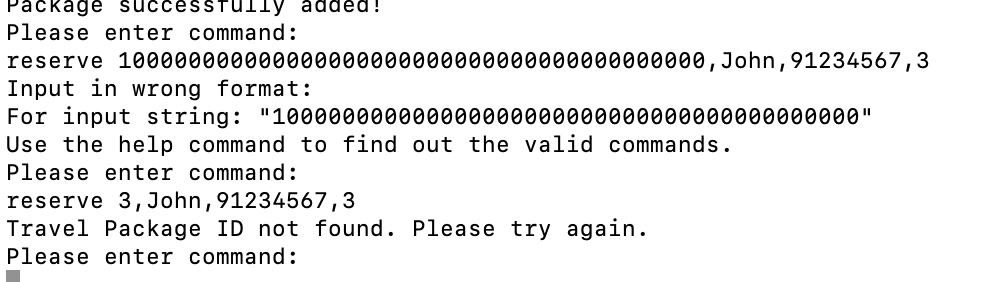 Package successfully added!
Please enter command:
reserve 100000000000000000000000000000000000000000,John,91234567,3
Input in wrong format:
For input string: "100000000000000000000000000000000000000000"
Use the help command to find out the valid commands.
Please enter command:
reserve 3,John,91234567,3
Travel Package ID not found. Please try again.
Please enter command: